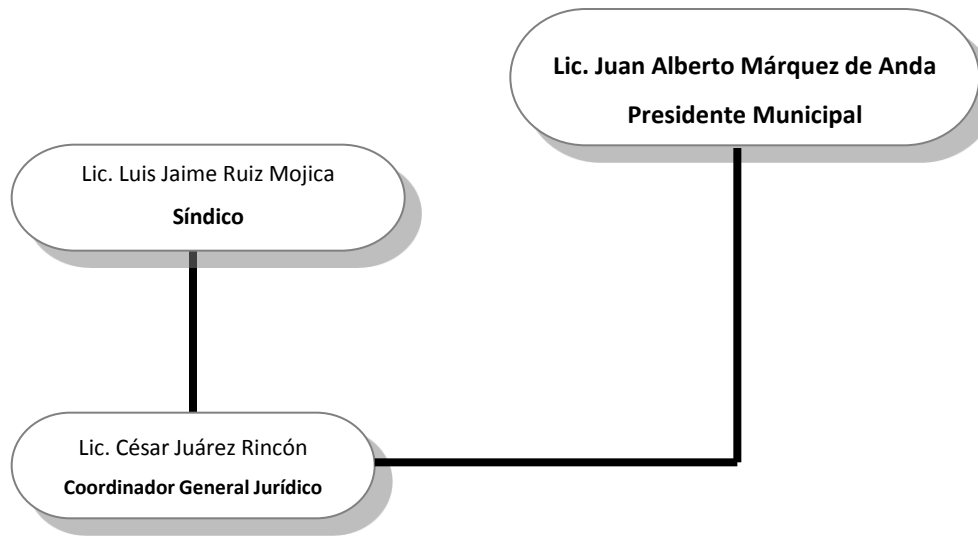 Lic. Juan Alberto Márquez de Anda
Presidente Municipal
Lic. Luis Jaime Ruiz Mojica
Síndico
Lic. César Juárez Rincón
Coordinador General Jurídico